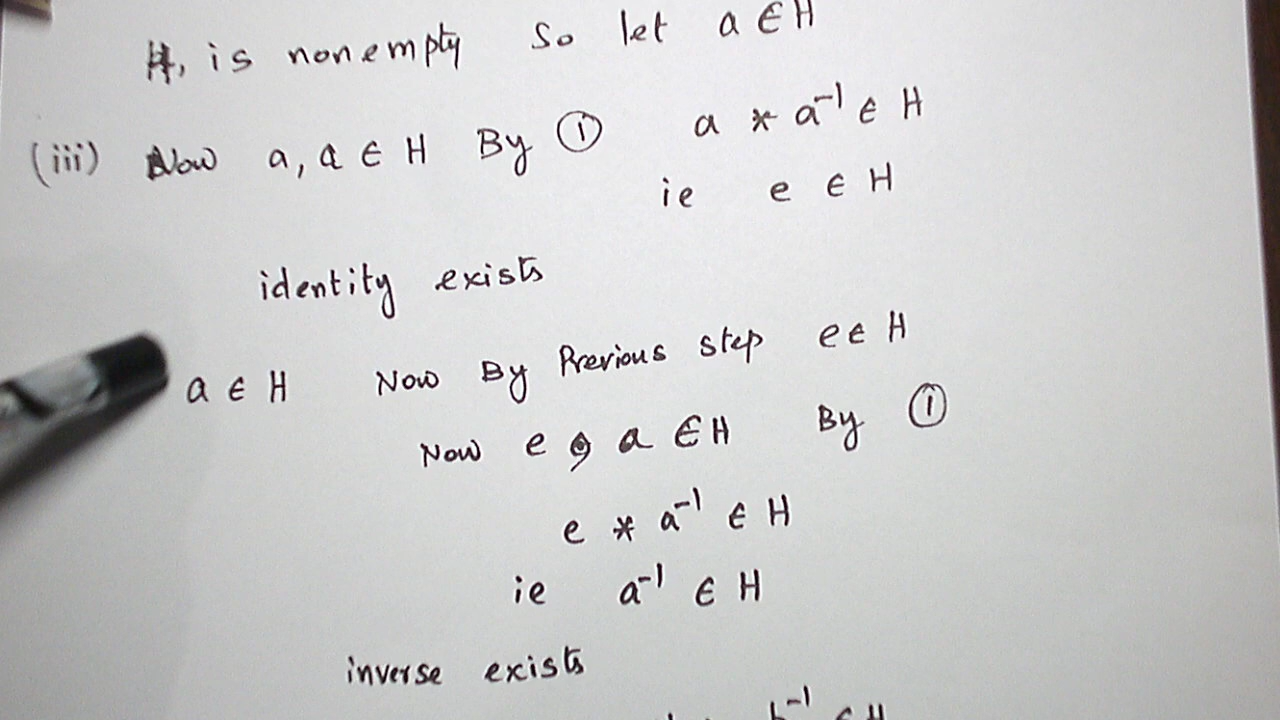 H, is nonempty So let a ∈ H
(iii) Now a, a ∈ H By ① a * a⁻¹ ∈ H
ie e ∈ H
identity exists
a ∈ H Now By Previous step e ∈ H
Now e, a ∈ H By ①
e * a⁻¹ ∈ H
ie a⁻¹ ∈ H
inverse exists
b⁻¹ ∈ H